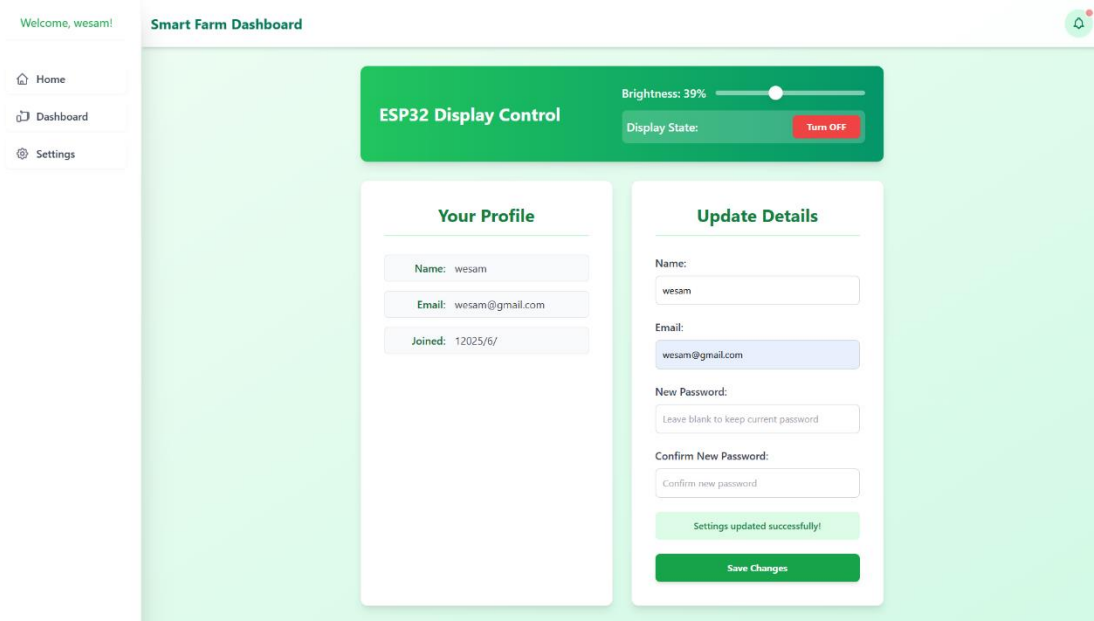 Welcome, wesam!
Smart Farm Dashboard
Home
Dashboard
Settings
ESP32 Display Control
Brightness: 39%
Display State:
Turn OFF
Your Profile
Name: wesam
Email: wesam@gmail.com
Joined: 12025/6/
Update Details
Name:
wesam
Email:
wesam@gmail.com
New Password:
Leave blank to keep current password
Confirm New Password:
Confirm new password
Settings updated successfully!
Save Changes